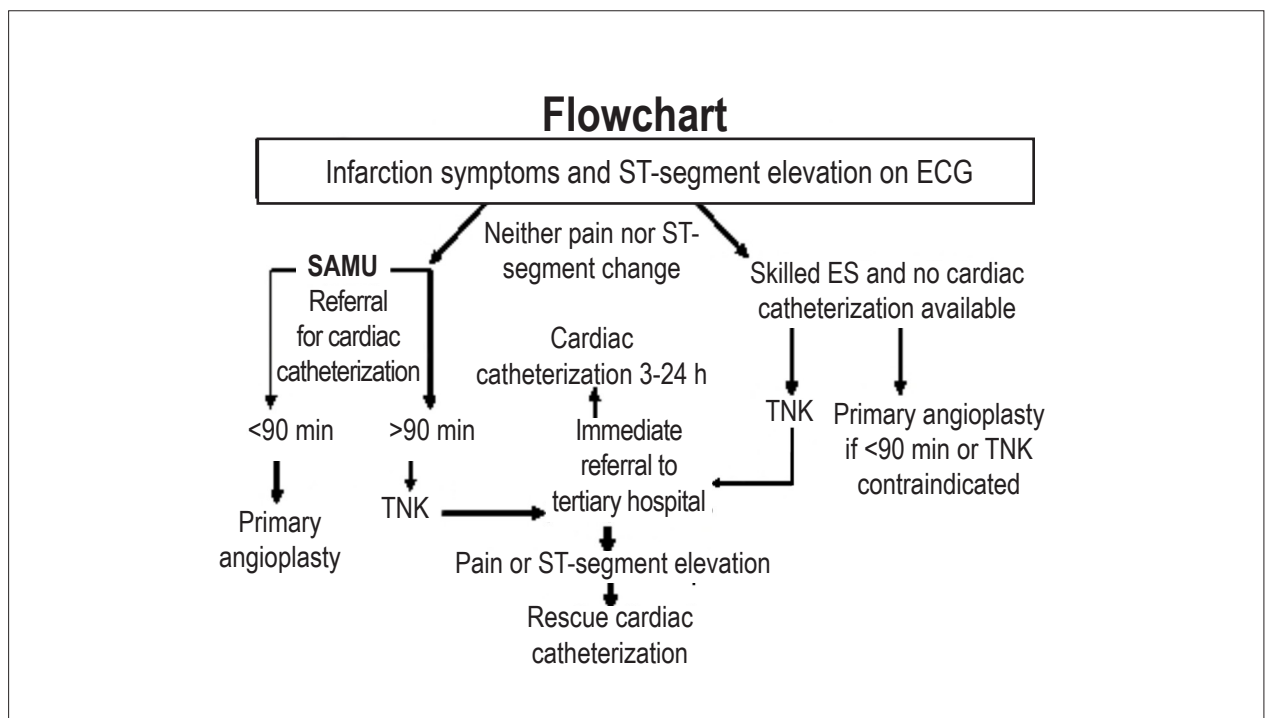 Flowchart
Infarction symptoms and ST-segment elevation on ECG
Neither pain nor ST-
segment change
SAMU
Referral
for cardiac
catheterization
<90 min
>90 min
Primary
angioplasty
TNK
Cardiac
catheterization 3-24 h
Immediate
referral to
tertiary hospital
Pain or ST-segment elevation
Rescue cardiac
catheterization
Skilled ES and no cardiac
catheterization available
TNK
Primary angioplasty
if <90 min or TNK
contraindicated